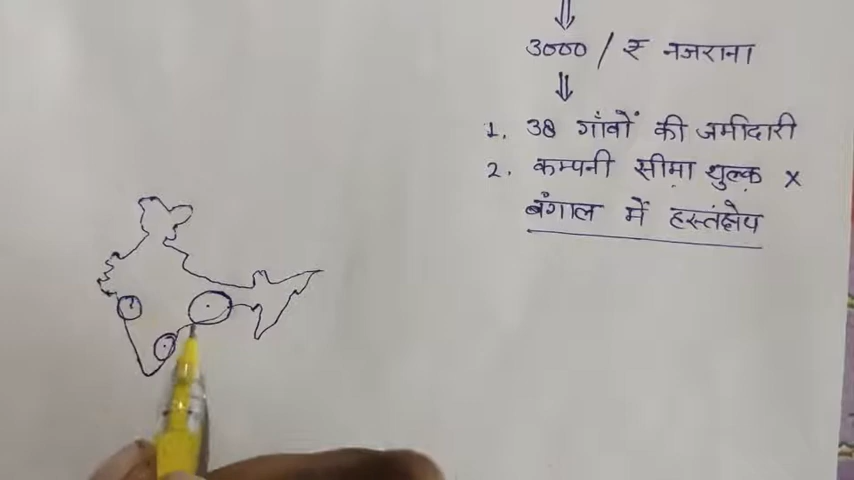 3000 / ₹ नजराना
1. 38 गाँवों की जमीदारी
2. कम्पनी सीमा शुल्क x
बंगाल में हस्तक्षेप